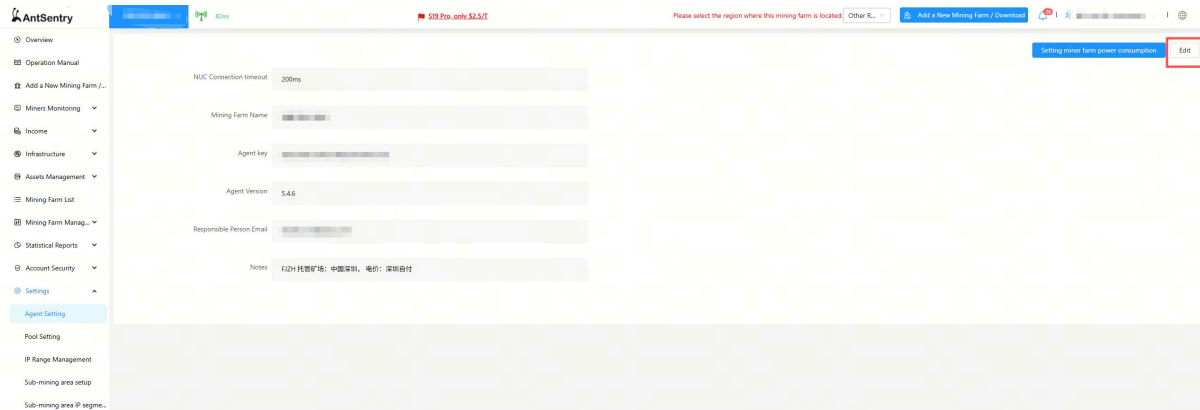 AntSentry
82ms
S19 Pro, only $2.5/T
Please select the region where this mining farm is located:
Other R...
Add a New Mining Farm / Download
Overview
Operation Manual
Add a New Mining Farm /...
Miners Monitoring
Income
Infrastructure
Assets Management
Mining Farm List
Mining Farm Manag...
Statistical Reports
Account Security
Settings
Agent Setting
Pool Setting
IP Range Management
Sub-mining area setup
Sub-mining area IP segme...
Setting miner farm power consumption
Edit
NUC Connection timeout
200ms
Mining Farm Name
Agent key
Agent Version
5.4.6
Responsible Person Email
Notes
FJZH 托管矿场：中国深圳， 电价：深圳自付